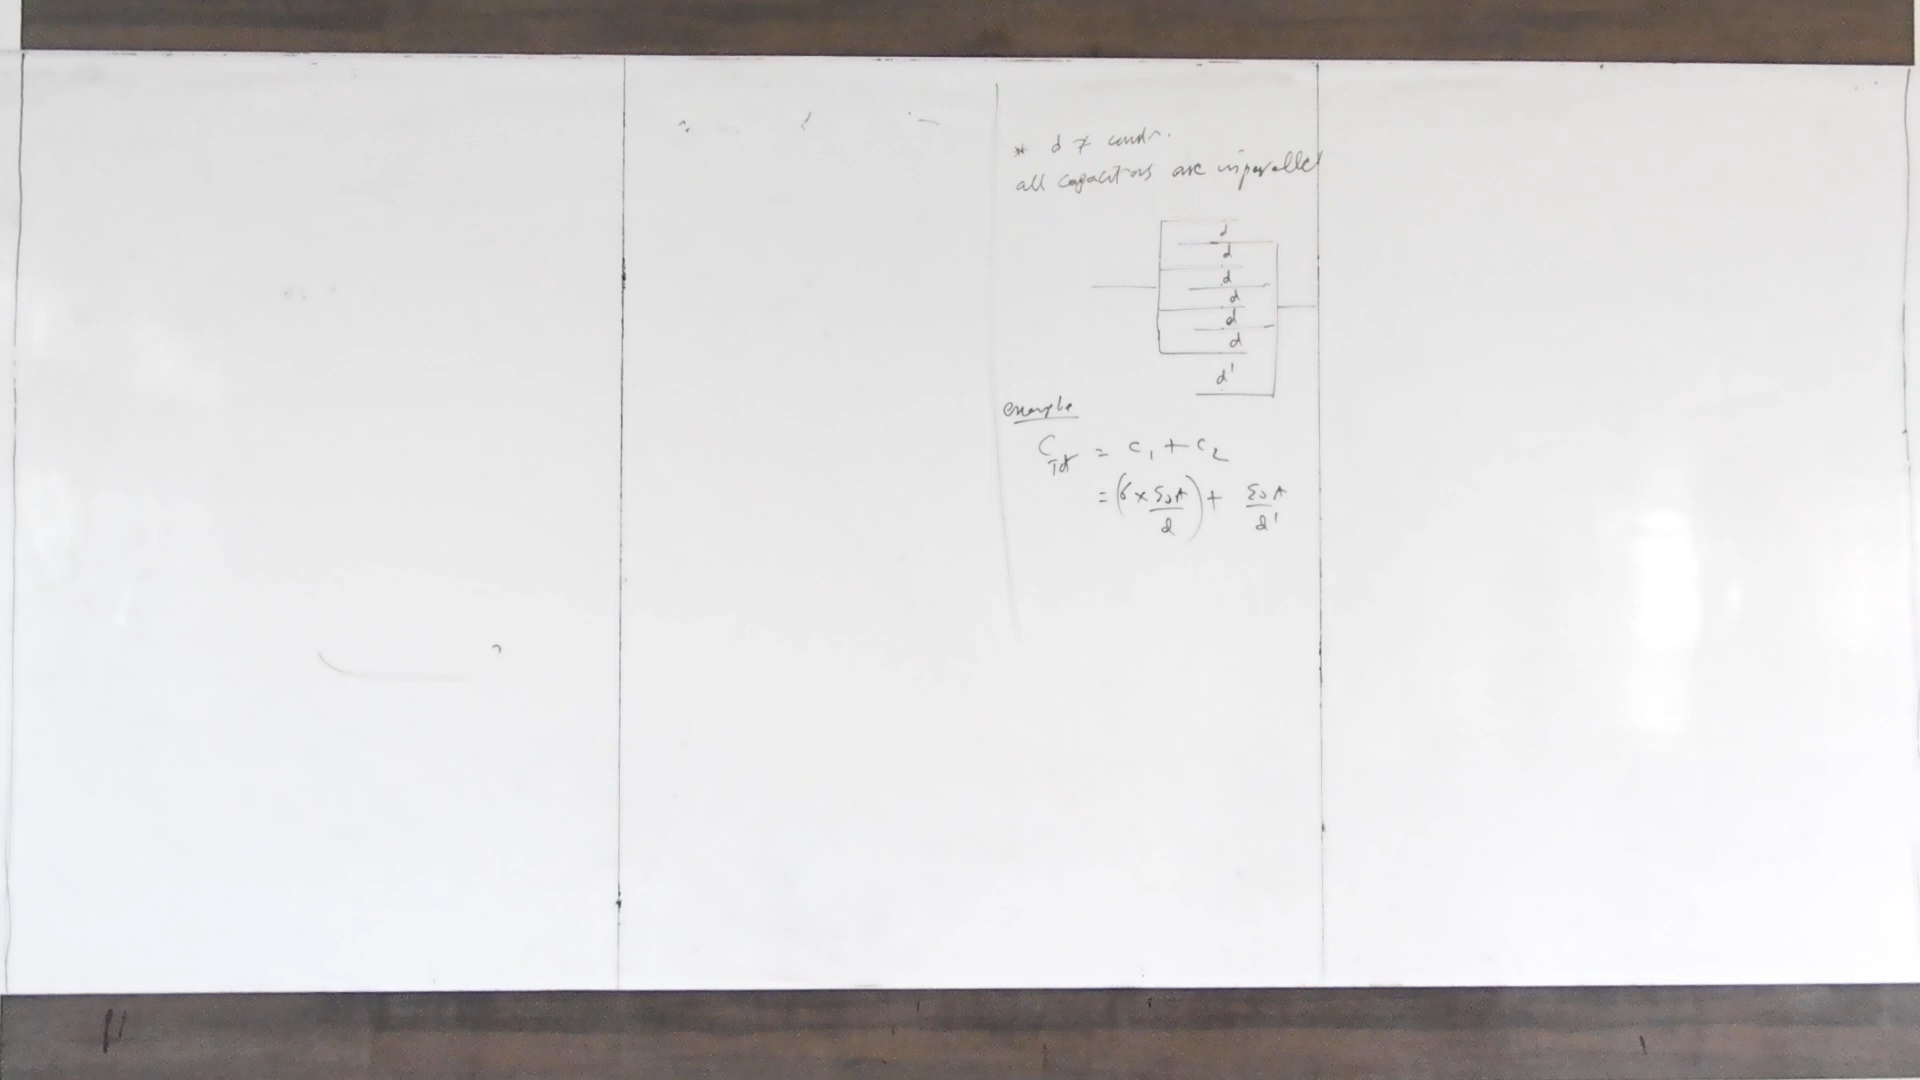 * d ≠ const.
all capacitors are in parallel
d
d
d
d
d
d
d'
example
C_Tot = C₁ + C₂
= (6 × ε₀A/d) + ε₀A/d'